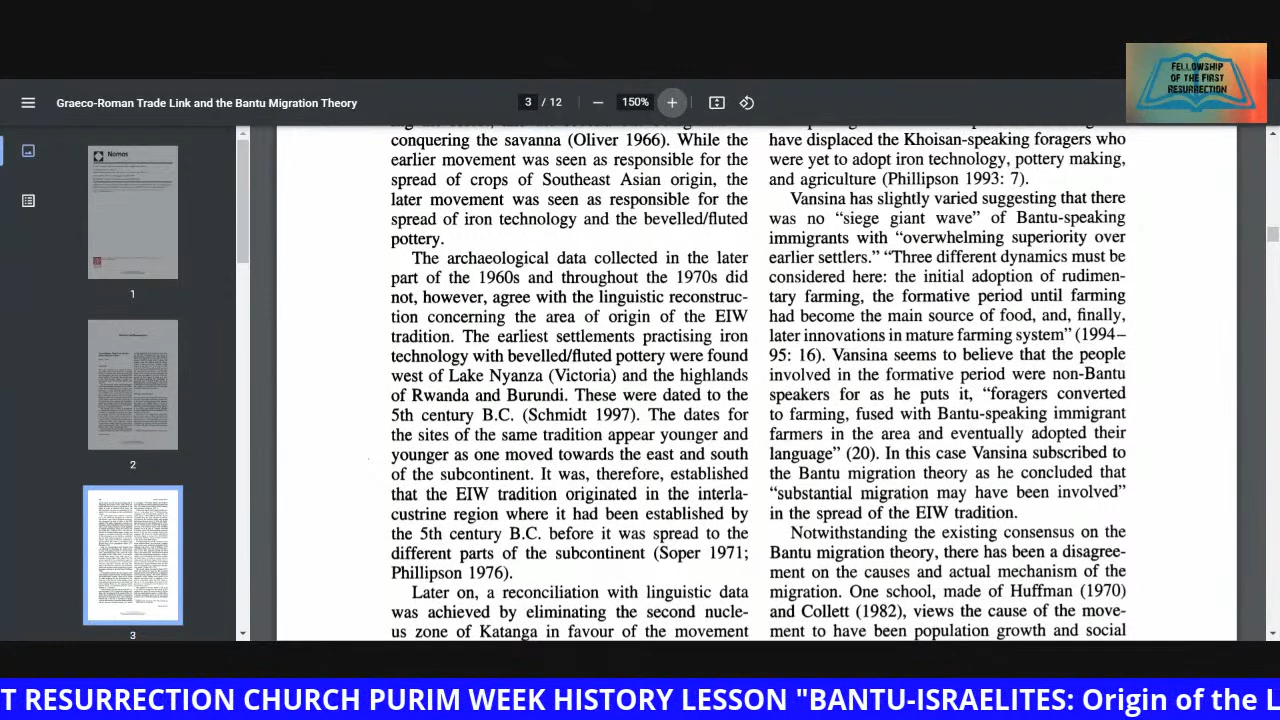 FELLOWSHIP
OF THE FIRST
RESURRECTION
Graeco-Roman Trade Link and the Bantu Migration Theory
3 / 12
150%
Nomos
1
2
3
conquering the savanna (Oliver 1966). While the
earlier movement was seen as responsible for the
spread of crops of Southeast Asian origin, the
later movement was seen as responsible for the
spread of iron technology and the bevelled/fluted
pottery.
The archaeological data collected in the later
part of the 1960s and throughout the 1970s did
not, however, agree with the linguistic reconstruc-
tion concerning the area of origin of the EIW
tradition. The earliest settlements practising iron
technology with bevelled/fluted pottery were found
west of Lake Nyanza (Victoria) and the highlands
of Rwanda and Burundi. These were dated to the
5th century B.C. (Schmidt 1997). The dates for
the sites of the same tradition appear younger and
younger as one moved towards the east and south
of the subcontinent. It was, therefore, established
that the EIW tradition originated in the interla-
custrine region where it had been established by
the 5th century B.C. before it was spread to the
different parts of the subcontinent (Soper 1971;
Phillipson 1976).
Later on, a reconciliation with linguistic data
was achieved by eliminating the second nucle-
us zone of Katanga in favour of the movement
have displaced the Khoisan-speaking foragers who
were yet to adopt iron technology, pottery making,
and agriculture (Phillipson 1993: 7).
Vansina has slightly varied suggesting that there
was no “siege giant wave” of Bantu-speaking
immigrants with “overwhelming superiority over
earlier settlers.” “Three different dynamics must be
considered here: the initial adoption of rudimen-
tary farming, the formative period until farming
had become the main source of food, and, finally,
later innovations in mature farming system” (1994–
95: 16). Vansina seems to believe that the people
involved in the formative period were non-Bantu
speakers for as he puts it, “foragers converted
to farming, fused with Bantu-speaking immigrant
farmers in the area and eventually adopted their
language” (20). In this case Vansina subscribed to
the Bantu migration theory as he concluded that
“substantial migration may have been involved”
in the spread of the EIW tradition.
Notwithstanding the existing consensus on the
Bantu migration theory, there has been a disagree-
ment on the causes and actual mechanism of the
migration. One school, made of Huffman (1970)
and Collett (1982), views the cause of the move-
ment to have been population growth and social
T RESURRECTION CHURCH PURIM WEEK HISTORY LESSON "BANTU-ISRAELITES: Origin of the L